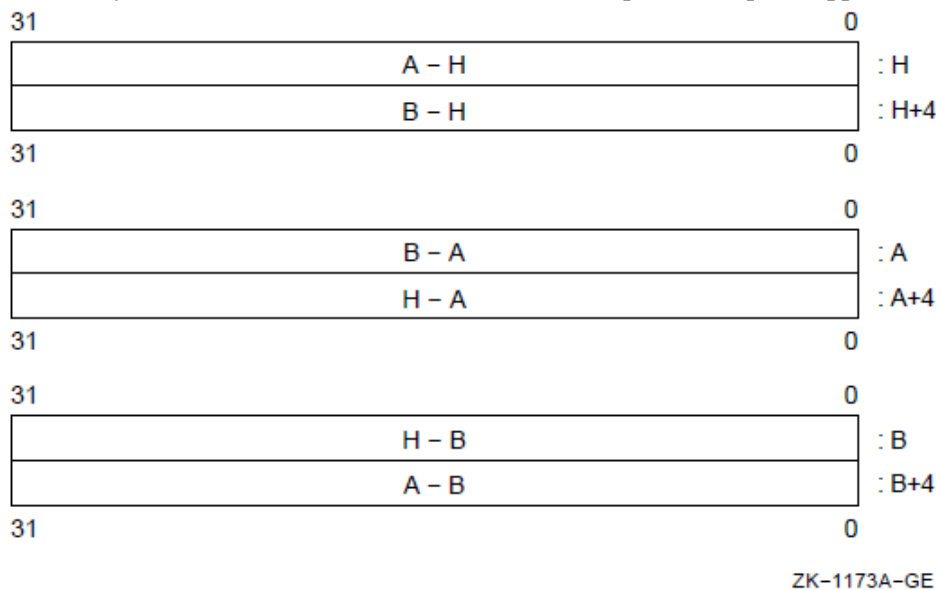 31 0
A – H : H
B – H : H+4
31 0
31 0
B – A : A
H – A : A+4
31 0
31 0
H – B : B
A – B : B+4
31 0
ZK–1173A–GE